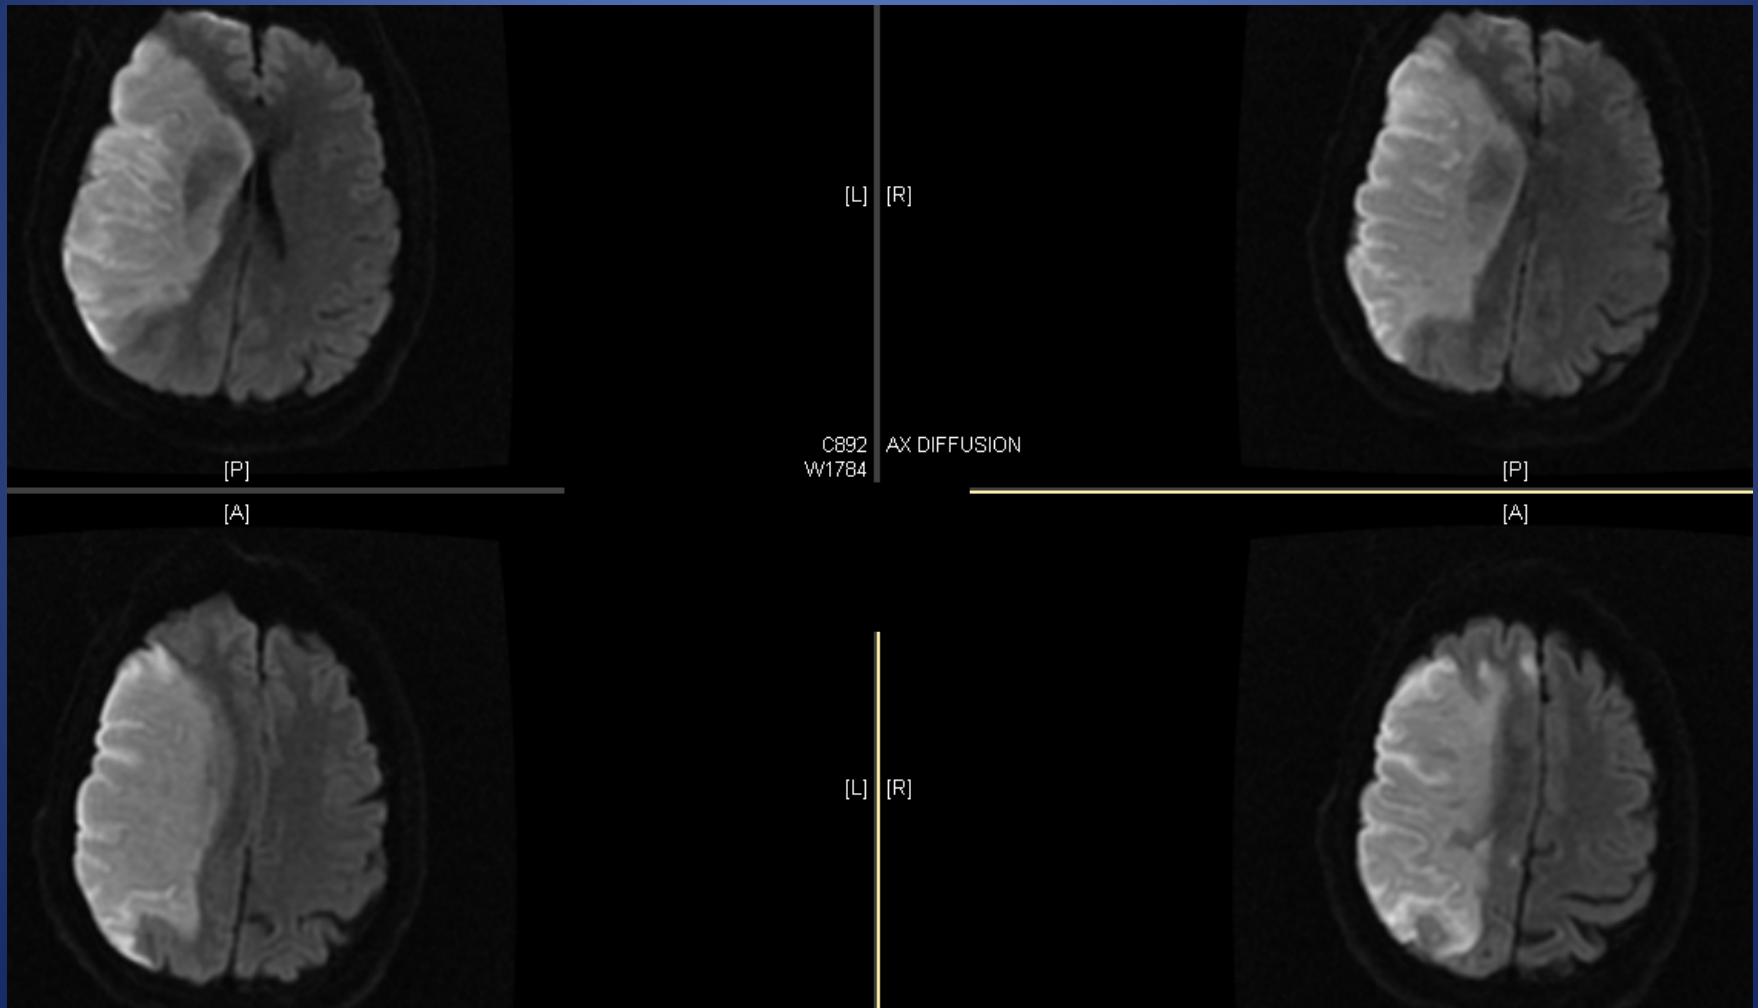 [L] [R]
C892 AX DIFFUSION
W1784
[P] [P]
[A] [A]
[L] [R]